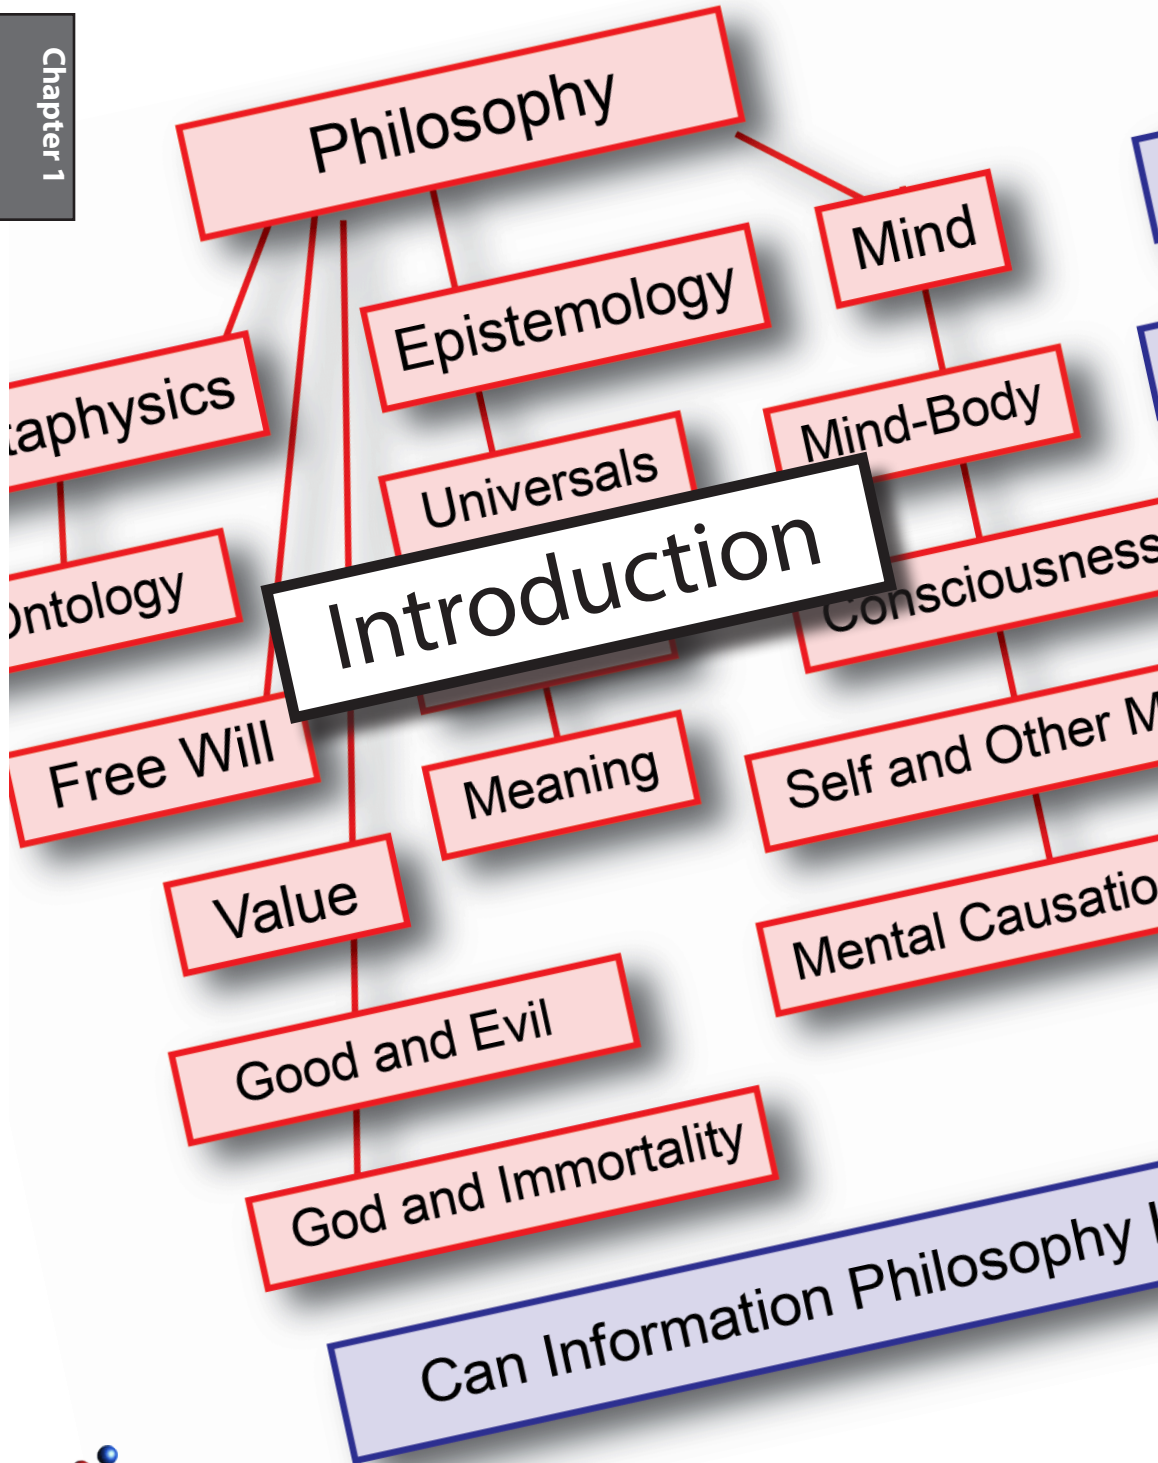 Chapter 1
Philosophy
Mind
Epistemology
taphysics
Mind-Body
Universals
Introduction
Ontology
Consciousness
Free Will
Meaning
Self and Other M
Value
Mental Causatio
Good and Evil
God and Immortality
Can Information Philosophy